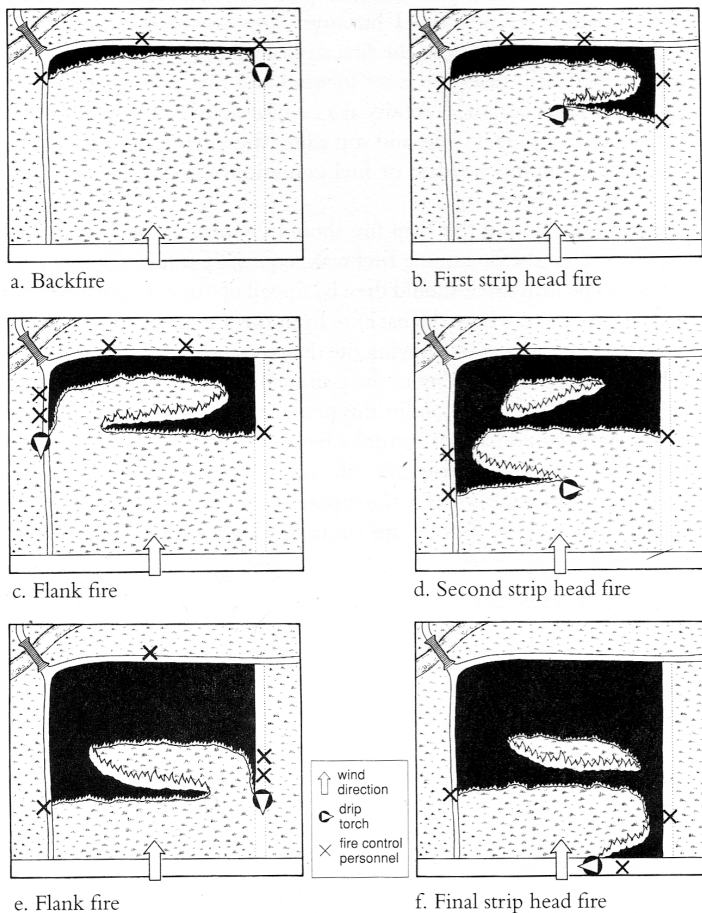 a. Backfire
b. First strip head fire
c. Flank fire
d. Second strip head fire
wind
direction
drip
torch
fire control
personnel
e. Flank fire
f. Final strip head fire